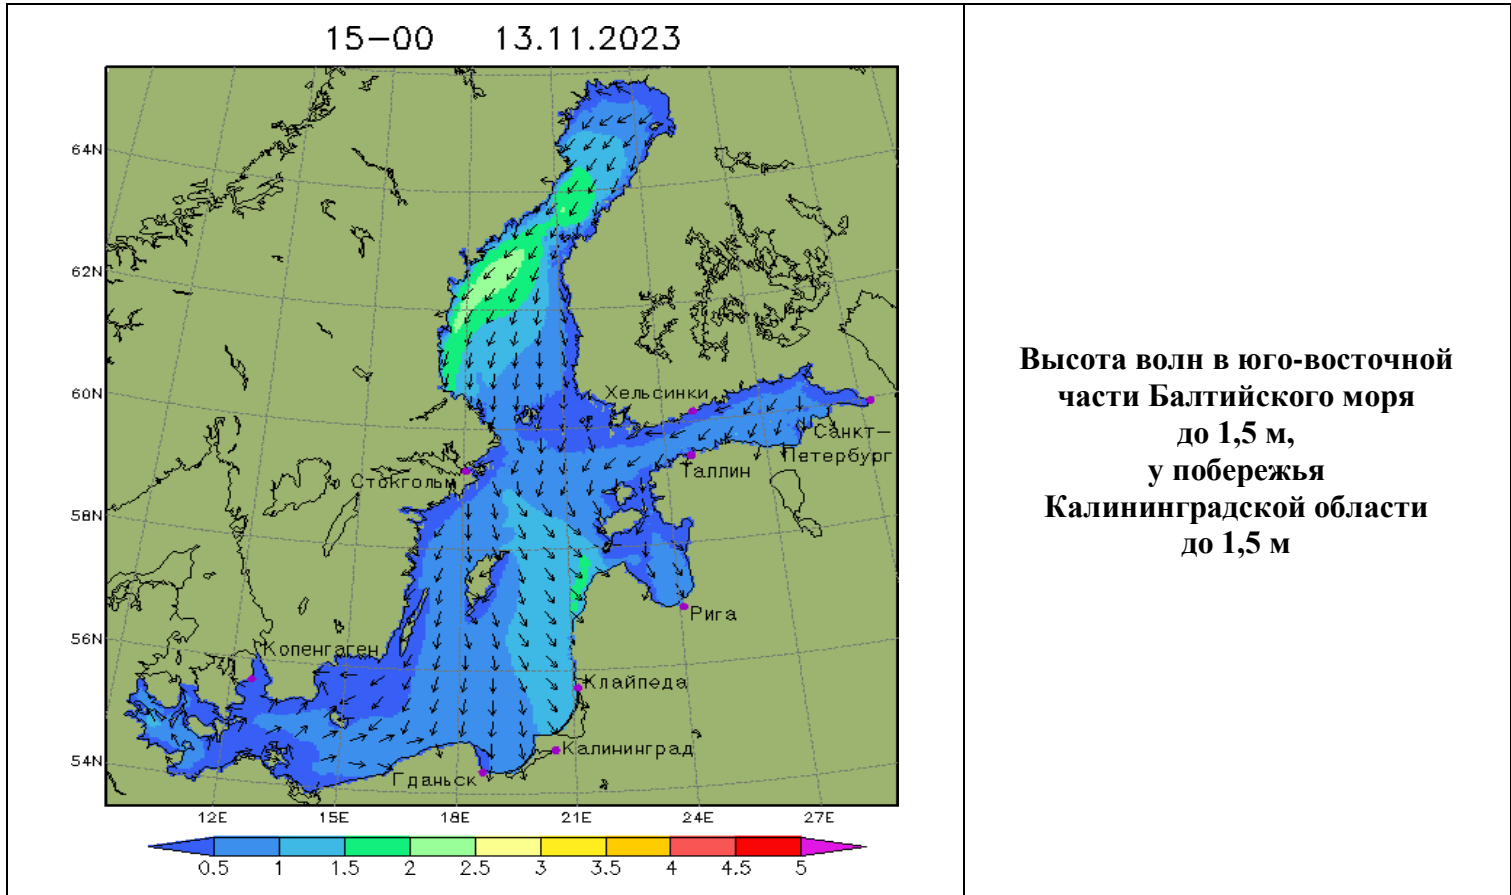 15-00 13.11.2023
64N
62N
60N
58N
56N
54N
Хельсинки
Санкт-
Петербург
Таллин
Стокгольм
Рига
Копенгаген
Клайпеда
Калининград
Гданьск
12E 15E 18E 21E 24E 27E
0.5 1 1.5 2 2.5 3 3.5 4 4.5 5
Высота волн в юго-восточной
части Балтийского моря
до 1,5 м,
у побережья
Калининградской области
до 1,5 м